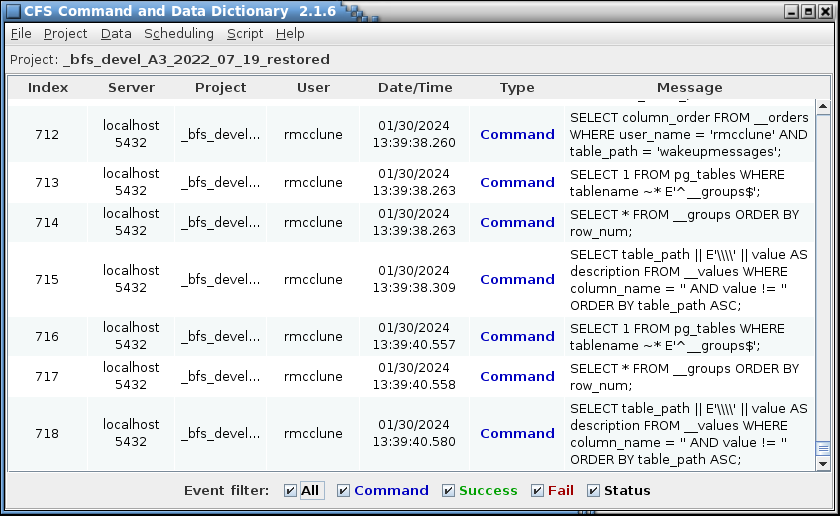 CFS Command and Data Dictionary 2.1.6
File Project Data Scheduling Script Help
Project: _bfs_devel_A3_2022_07_19_restored
Index Server Project User Date/Time Type Message
712 localhost 5432 _bfs_devel... rmcclune 01/30/2024 13:39:38.260 Command SELECT column_order FROM __orders
WHERE user_name = 'rmcclune' AND
table_path = 'wakeupmessages';
713 localhost 5432 _bfs_devel... rmcclune 01/30/2024 13:39:38.263 Command SELECT 1 FROM pg_tables WHERE
tablename ~* E'^__groups$';
714 localhost 5432 _bfs_devel... rmcclune 01/30/2024 13:39:38.263 Command SELECT * FROM __groups ORDER BY
row_num;
715 localhost 5432 _bfs_devel... rmcclune 01/30/2024 13:39:38.309 Command SELECT table_path || E'\\\\' || value AS
description FROM __values WHERE
column_name = '' AND value != ''
ORDER BY table_path ASC;
716 localhost 5432 _bfs_devel... rmcclune 01/30/2024 13:39:40.557 Command SELECT 1 FROM pg_tables WHERE
tablename ~* E'^__groups$';
717 localhost 5432 _bfs_devel... rmcclune 01/30/2024 13:39:40.558 Command SELECT * FROM __groups ORDER BY
row_num;
718 localhost 5432 _bfs_devel... rmcclune 01/30/2024 13:39:40.580 Command SELECT table_path || E'\\\\' || value AS
description FROM __values WHERE
column_name = '' AND value != ''
ORDER BY table_path ASC;
Event filter: All Command Success Fail Status